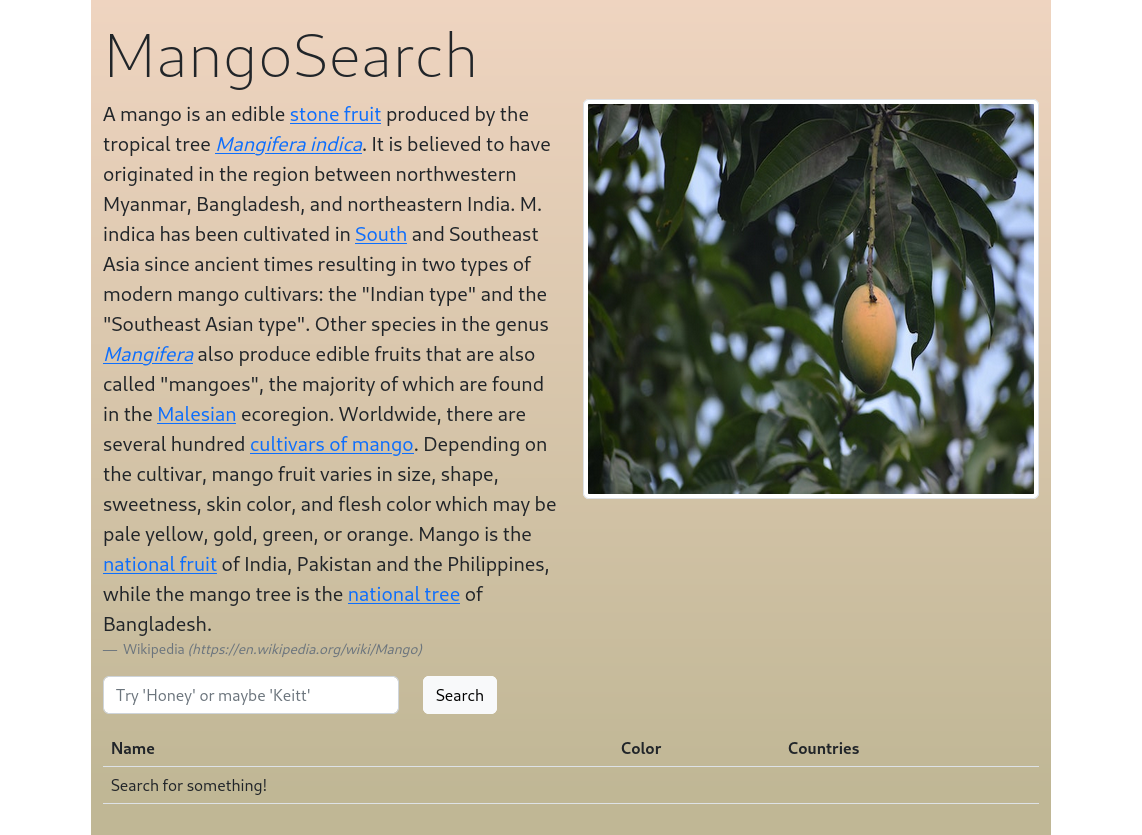 MangoSearch
A mango is an edible stone fruit produced by the
tropical tree Mangifera indica. It is believed to have
originated in the region between northwestern
Myanmar, Bangladesh, and northeastern India. M.
indica has been cultivated in South and Southeast
Asia since ancient times resulting in two types of
modern mango cultivars: the "Indian type" and the
"Southeast Asian type". Other species in the genus
Mangifera also produce edible fruits that are also
called "mangoes", the majority of which are found
in the Malesian ecoregion. Worldwide, there are
several hundred cultivars of mango. Depending on
the cultivar, mango fruit varies in size, shape,
sweetness, skin color, and flesh color which may be
pale yellow, gold, green, or orange. Mango is the
national fruit of India, Pakistan and the Philippines,
while the mango tree is the national tree of
Bangladesh.
— Wikipedia (https://en.wikipedia.org/wiki/Mango)
Try 'Honey' or maybe 'Keitt' Search
Name Color Countries
Search for something!